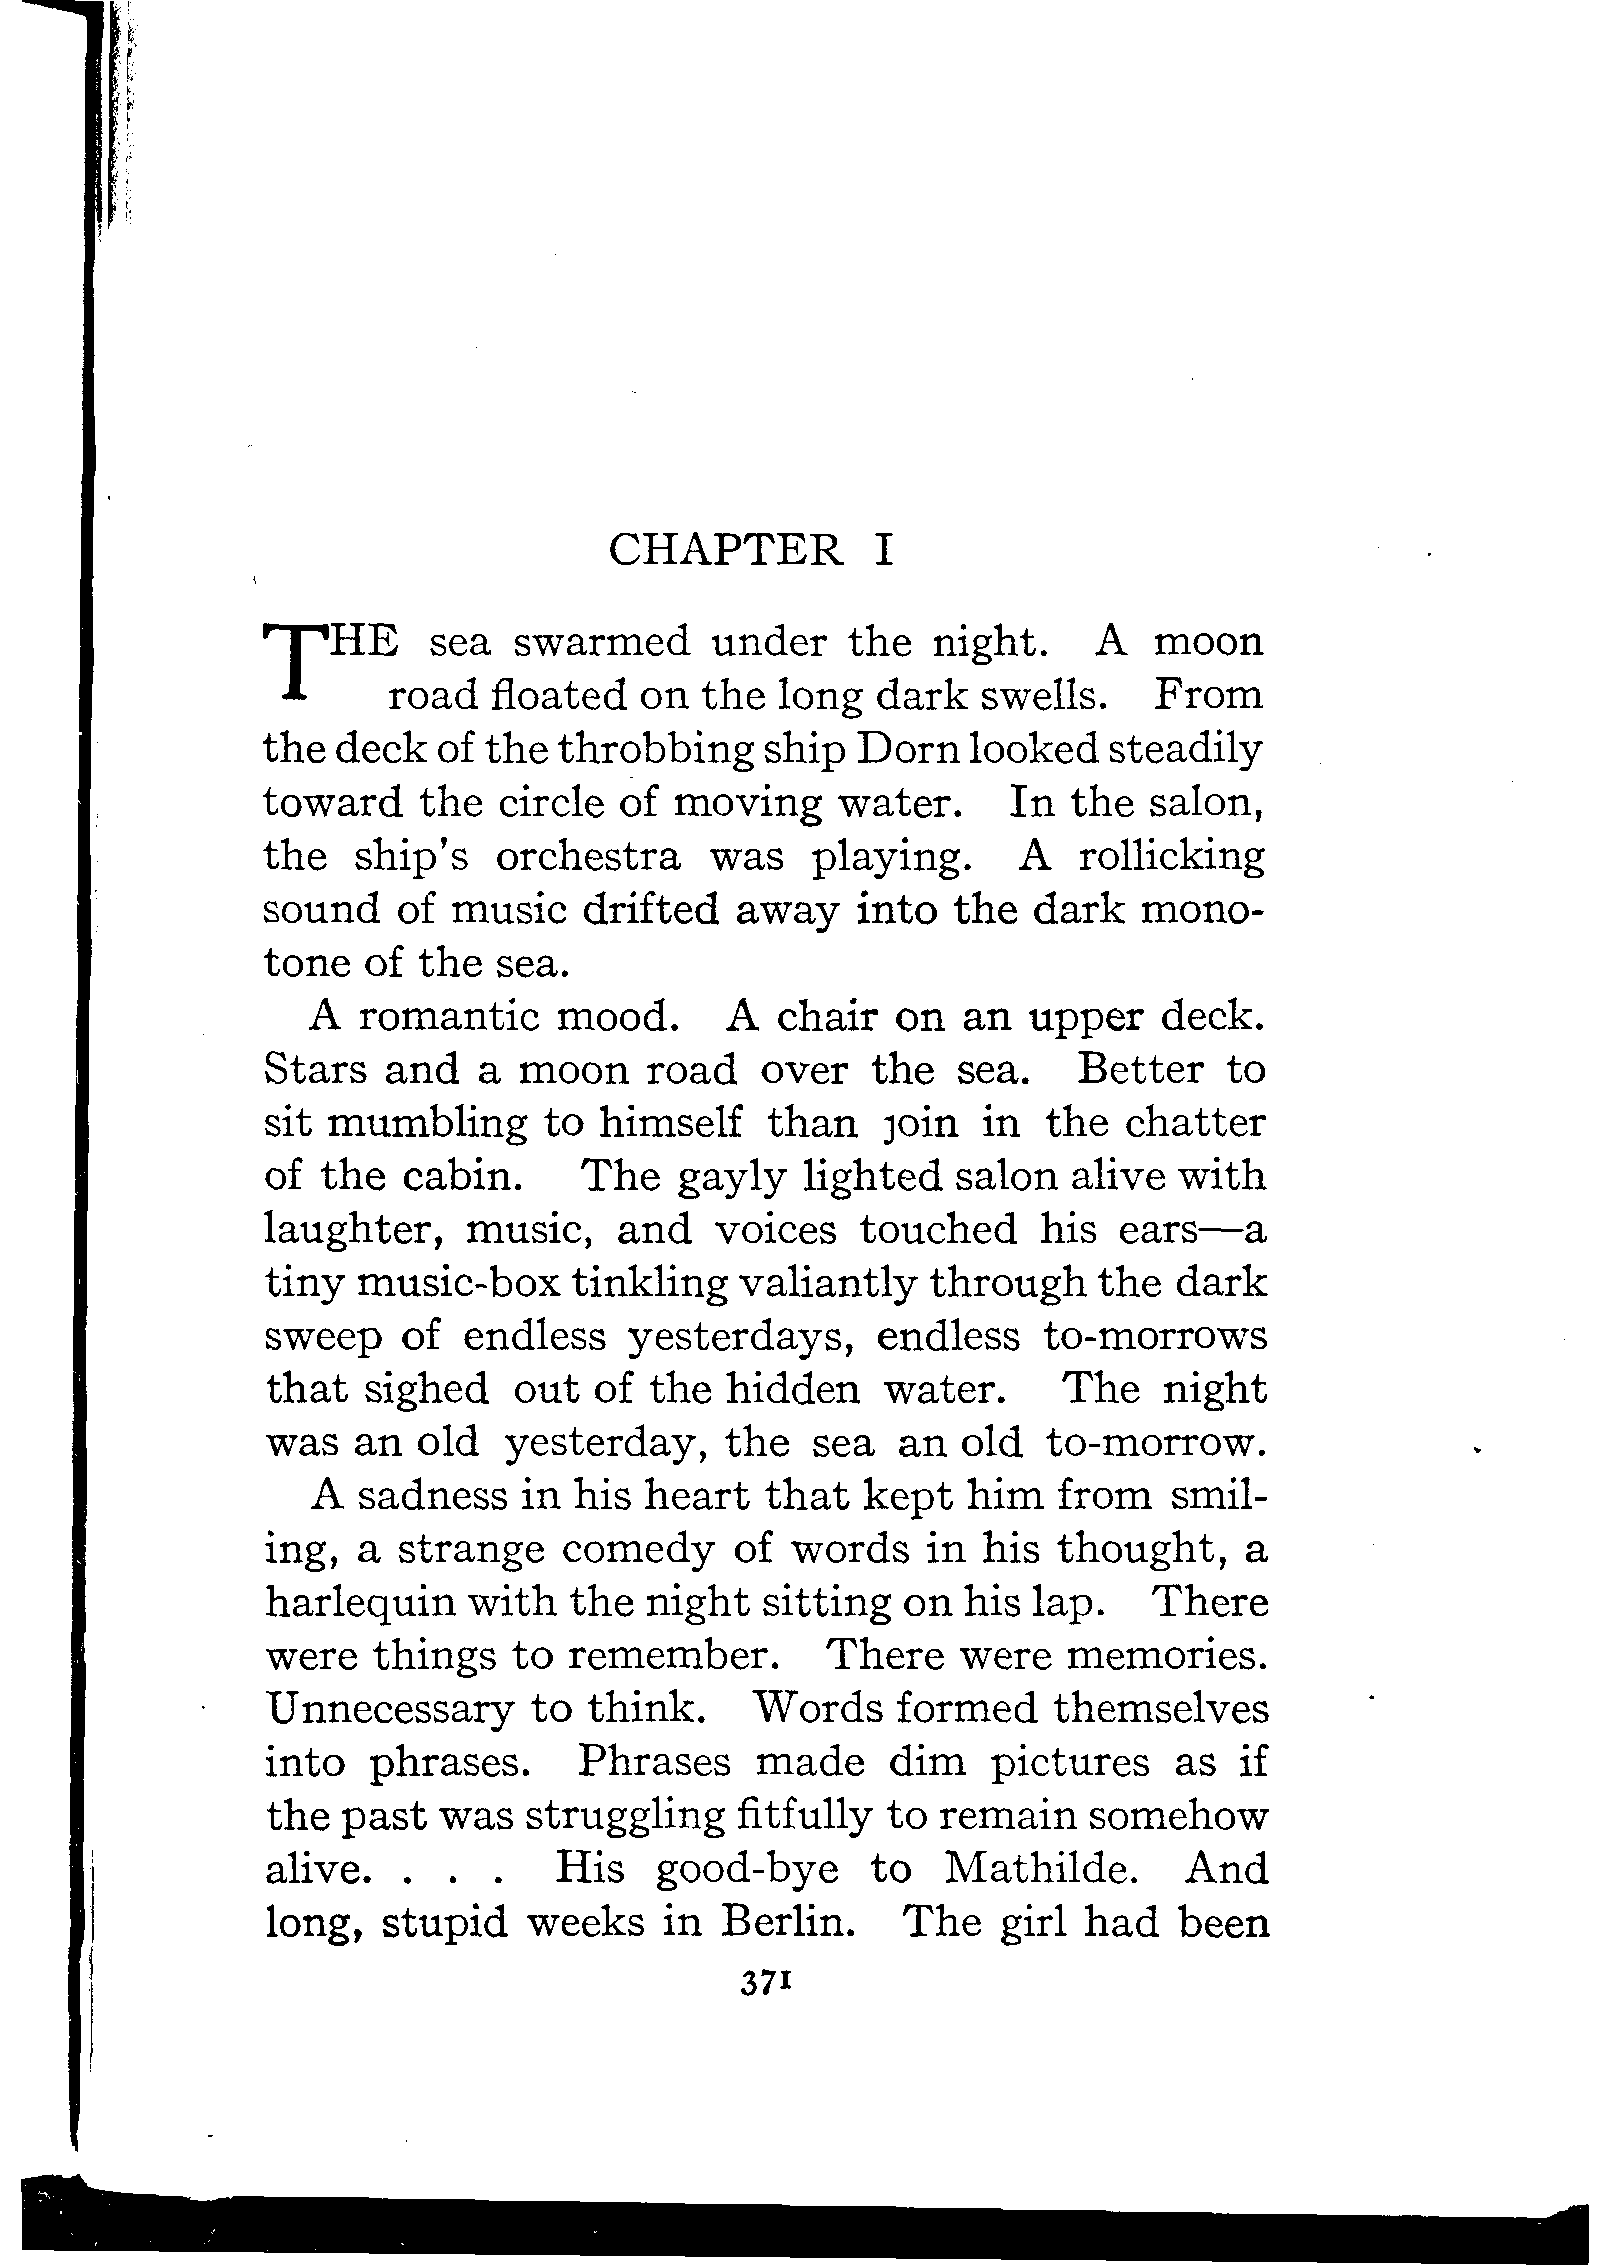 CHAPTER I
THE sea swarmed under the night. A moon
road floated on the long dark swells. From
the deck of the throbbing ship Dorn looked steadily
toward the circle of moving water. In the salon,
the ship's orchestra was playing. A rollicking
sound of music drifted away into the dark mono-
tone of the sea.
A romantic mood. A chair on an upper deck.
Stars and a moon road over the sea. Better to
sit mumbling to himself than join in the chatter
of the cabin. The gayly lighted salon alive with
laughter, music, and voices touched his ears—a
tiny music-box tinkling valiantly through the dark
sweep of endless yesterdays, endless to-morrows
that sighed out of the hidden water. The night
was an old yesterday, the sea an old to-morrow.
A sadness in his heart that kept him from smil-
ing, a strange comedy of words in his thought, a
harlequin with the night sitting on his lap. There
were things to remember. There were memories.
Unnecessary to think. Words formed themselves
into phrases. Phrases made dim pictures as if
the past was struggling fitfully to remain somehow
alive. . . . His good-bye to Mathilde. And
long, stupid weeks in Berlin. The girl had been
371